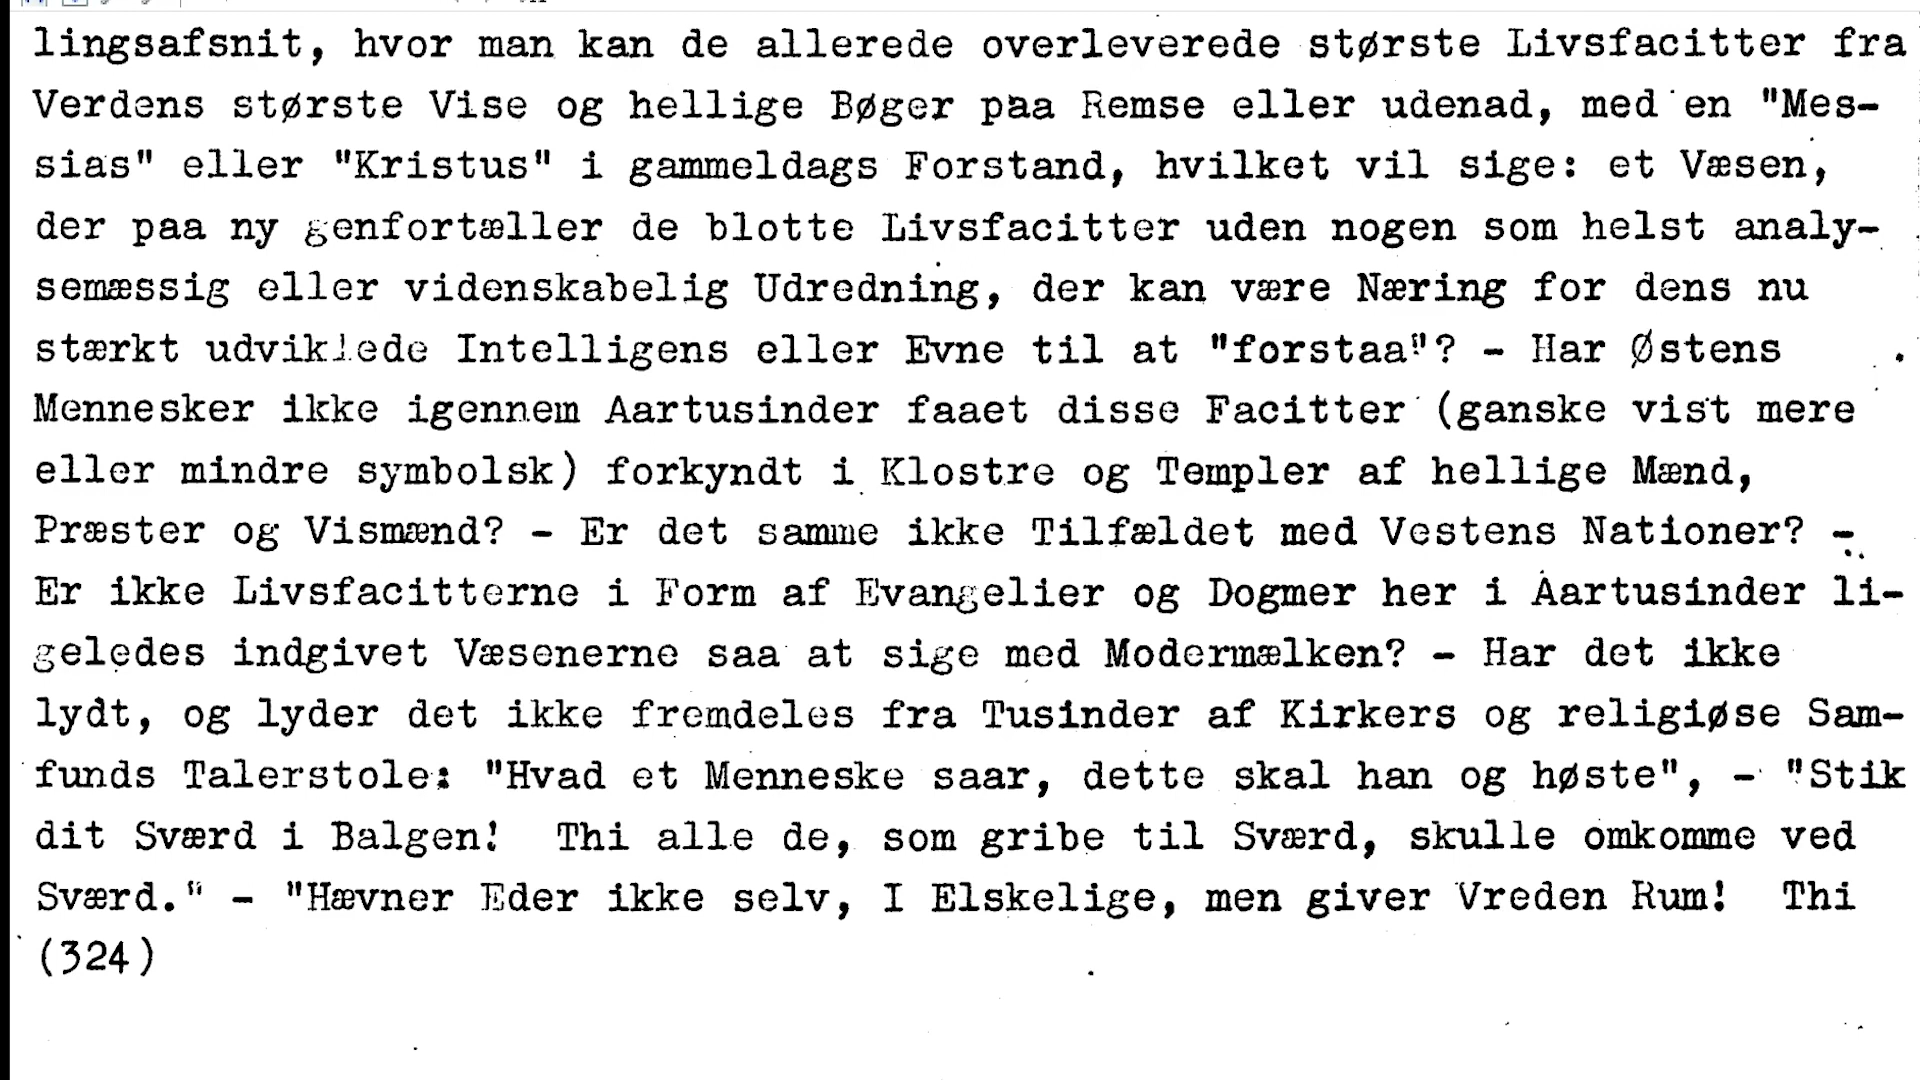 lingsafsnit, hvor man kan de allerede overleverede største Livsfacitter fra
Verdens største Vise og hellige Bøger paa Remse eller udenad, med en "Mes-
sias" eller "Kristus" i gammeldags Forstand, hvilket vil sige: et Væsen,
der paa ny genfortæller de blotte Livsfacitter uden nogen som helst analy-
semæssig eller videnskabelig Udredning, der kan være Næring for dens nu
stærkt udviklede Intelligens eller Evne til at "forstaa"? - Har Østens
Mennesker ikke igennem Aartusinder faaet disse Facitter (ganske vist mere
eller mindre symbolsk) forkyndt i Klostre og Templer af hellige Mænd,
Præster og Vismænd? - Er det samme ikke Tilfældet med Vestens Nationer? -
Er ikke Livsfacitterne i Form af Evangelier og Dogmer her i Aartusinder li-
geledes indgivet Væsenerne saa at sige med Modermælken? - Har det ikke
lydt, og lyder det ikke fremdeles fra Tusinder af Kirkers og religiøse Sam-
funds Talerstole: "Hvad et Menneske saar, dette skal han og høste", - "Stik
dit Sværd i Balgen! Thi alle de, som gribe til Sværd, skulle omkomme ved
Sværd." - "Hævner Eder ikke selv, I Elskelige, men giver Vreden Rum! Thi
(324)